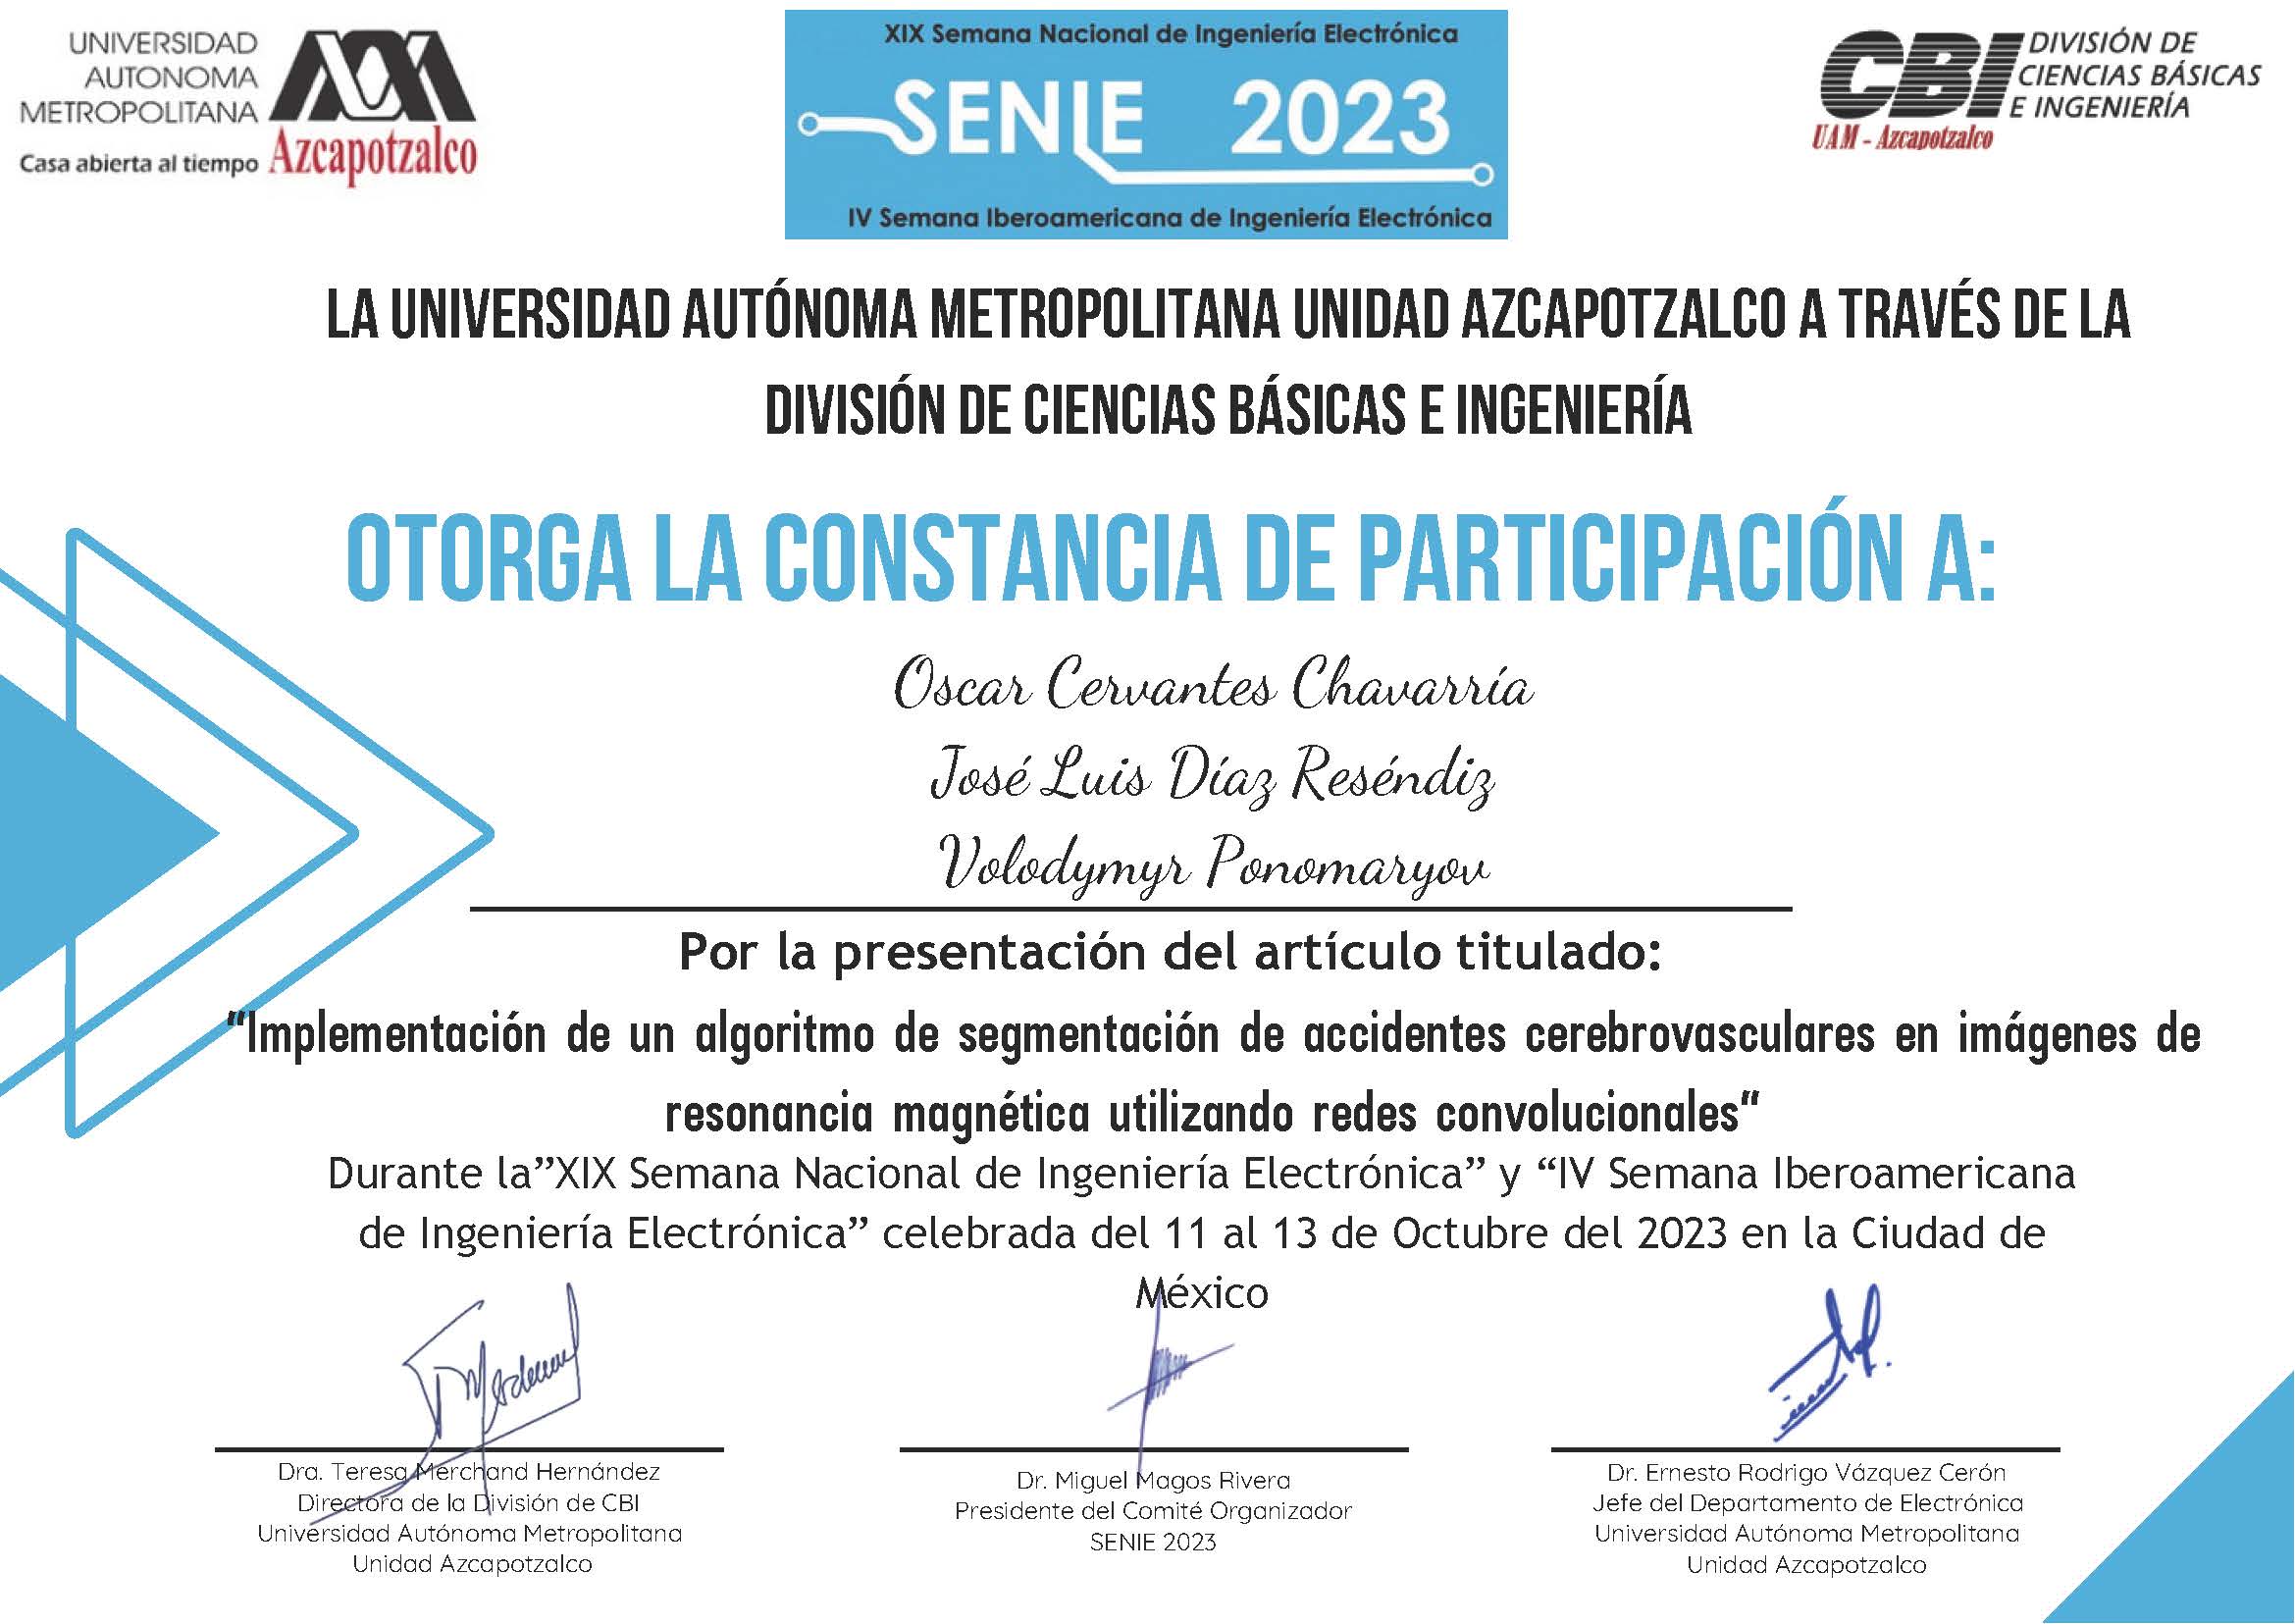 UNIVERSIDAD
AUTONOMA
METROPOLITANA
Casa abierta al tiempo Azcapotzalco
XIX Semana Nacional de Ingeniería Electrónica
SENIE 2023
IV Semana Iberoamericana de Ingeniería Electrónica
CBI DIVISIÓN DE
CIENCIAS BÁSICAS
E INGENIERÍA
UAM - Azcapotzalco
LA UNIVERSIDAD AUTÓNOMA METROPOLITANA UNIDAD AZCAPOTZALCO A TRAVÉS DE LA
DIVISIÓN DE CIENCIAS BÁSICAS E INGENIERÍA
OTORGA LA CONSTANCIA DE PARTICIPACIÓN A:
Oscar Cervantes Chavarría
José Luis Díaz Reséndiz
Volodymyr Ponomaryov
Por la presentación del artículo titulado:
"Implementación de un algoritmo de segmentación de accidentes cerebrovasculares en imágenes de
resonancia magnética utilizando redes convolucionales"
Durante la”XIX Semana Nacional de Ingeniería Electrónica” y “IV Semana Iberoamericana
de Ingeniería Electrónica” celebrada del 11 al 13 de Octubre del 2023 en la Ciudad de
México
Dra. Teresa Merchand Hernández
Directora de la División de CBI
Universidad Autónoma Metropolitana
Unidad Azcapotzalco
Dr. Miguel Magos Rivera
Presidente del Comité Organizador
SENIE 2023
Dr. Ernesto Rodrigo Vázquez Cerón
Jefe del Departamento de Electrónica
Universidad Autónoma Metropolitana
Unidad Azcapotzalco